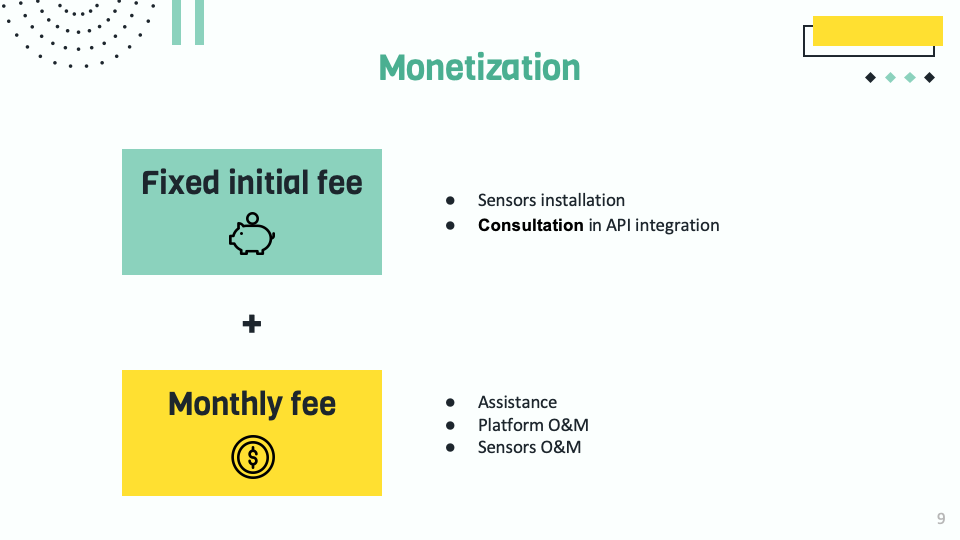 Monetization
Fixed initial fee
● Sensors installation
● Consultation in API integration
+
Monthly fee
$
● Assistance
● Platform O&M
● Sensors O&M
9